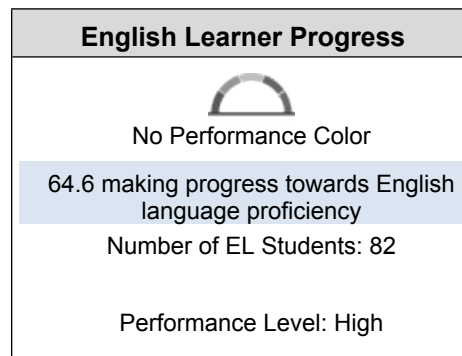 English Learner Progress
No Performance Color
64.6 making progress towards English
language proficiency
Number of EL Students: 82
Performance Level: High